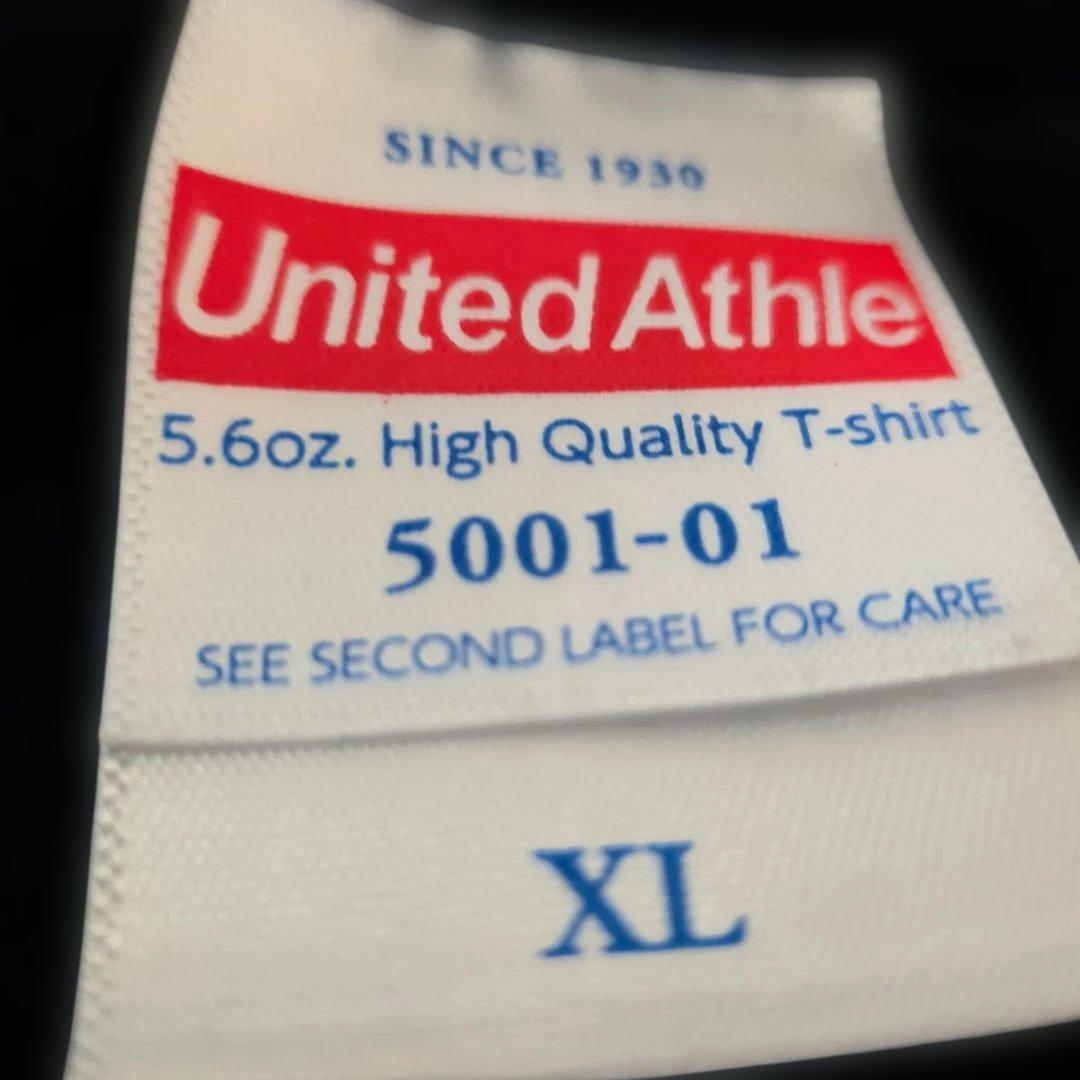 SINCE 1930
United Athle
5.6oz. High Quality T-shirt
5001-01
SEE SECOND LABEL FOR CARE
XL